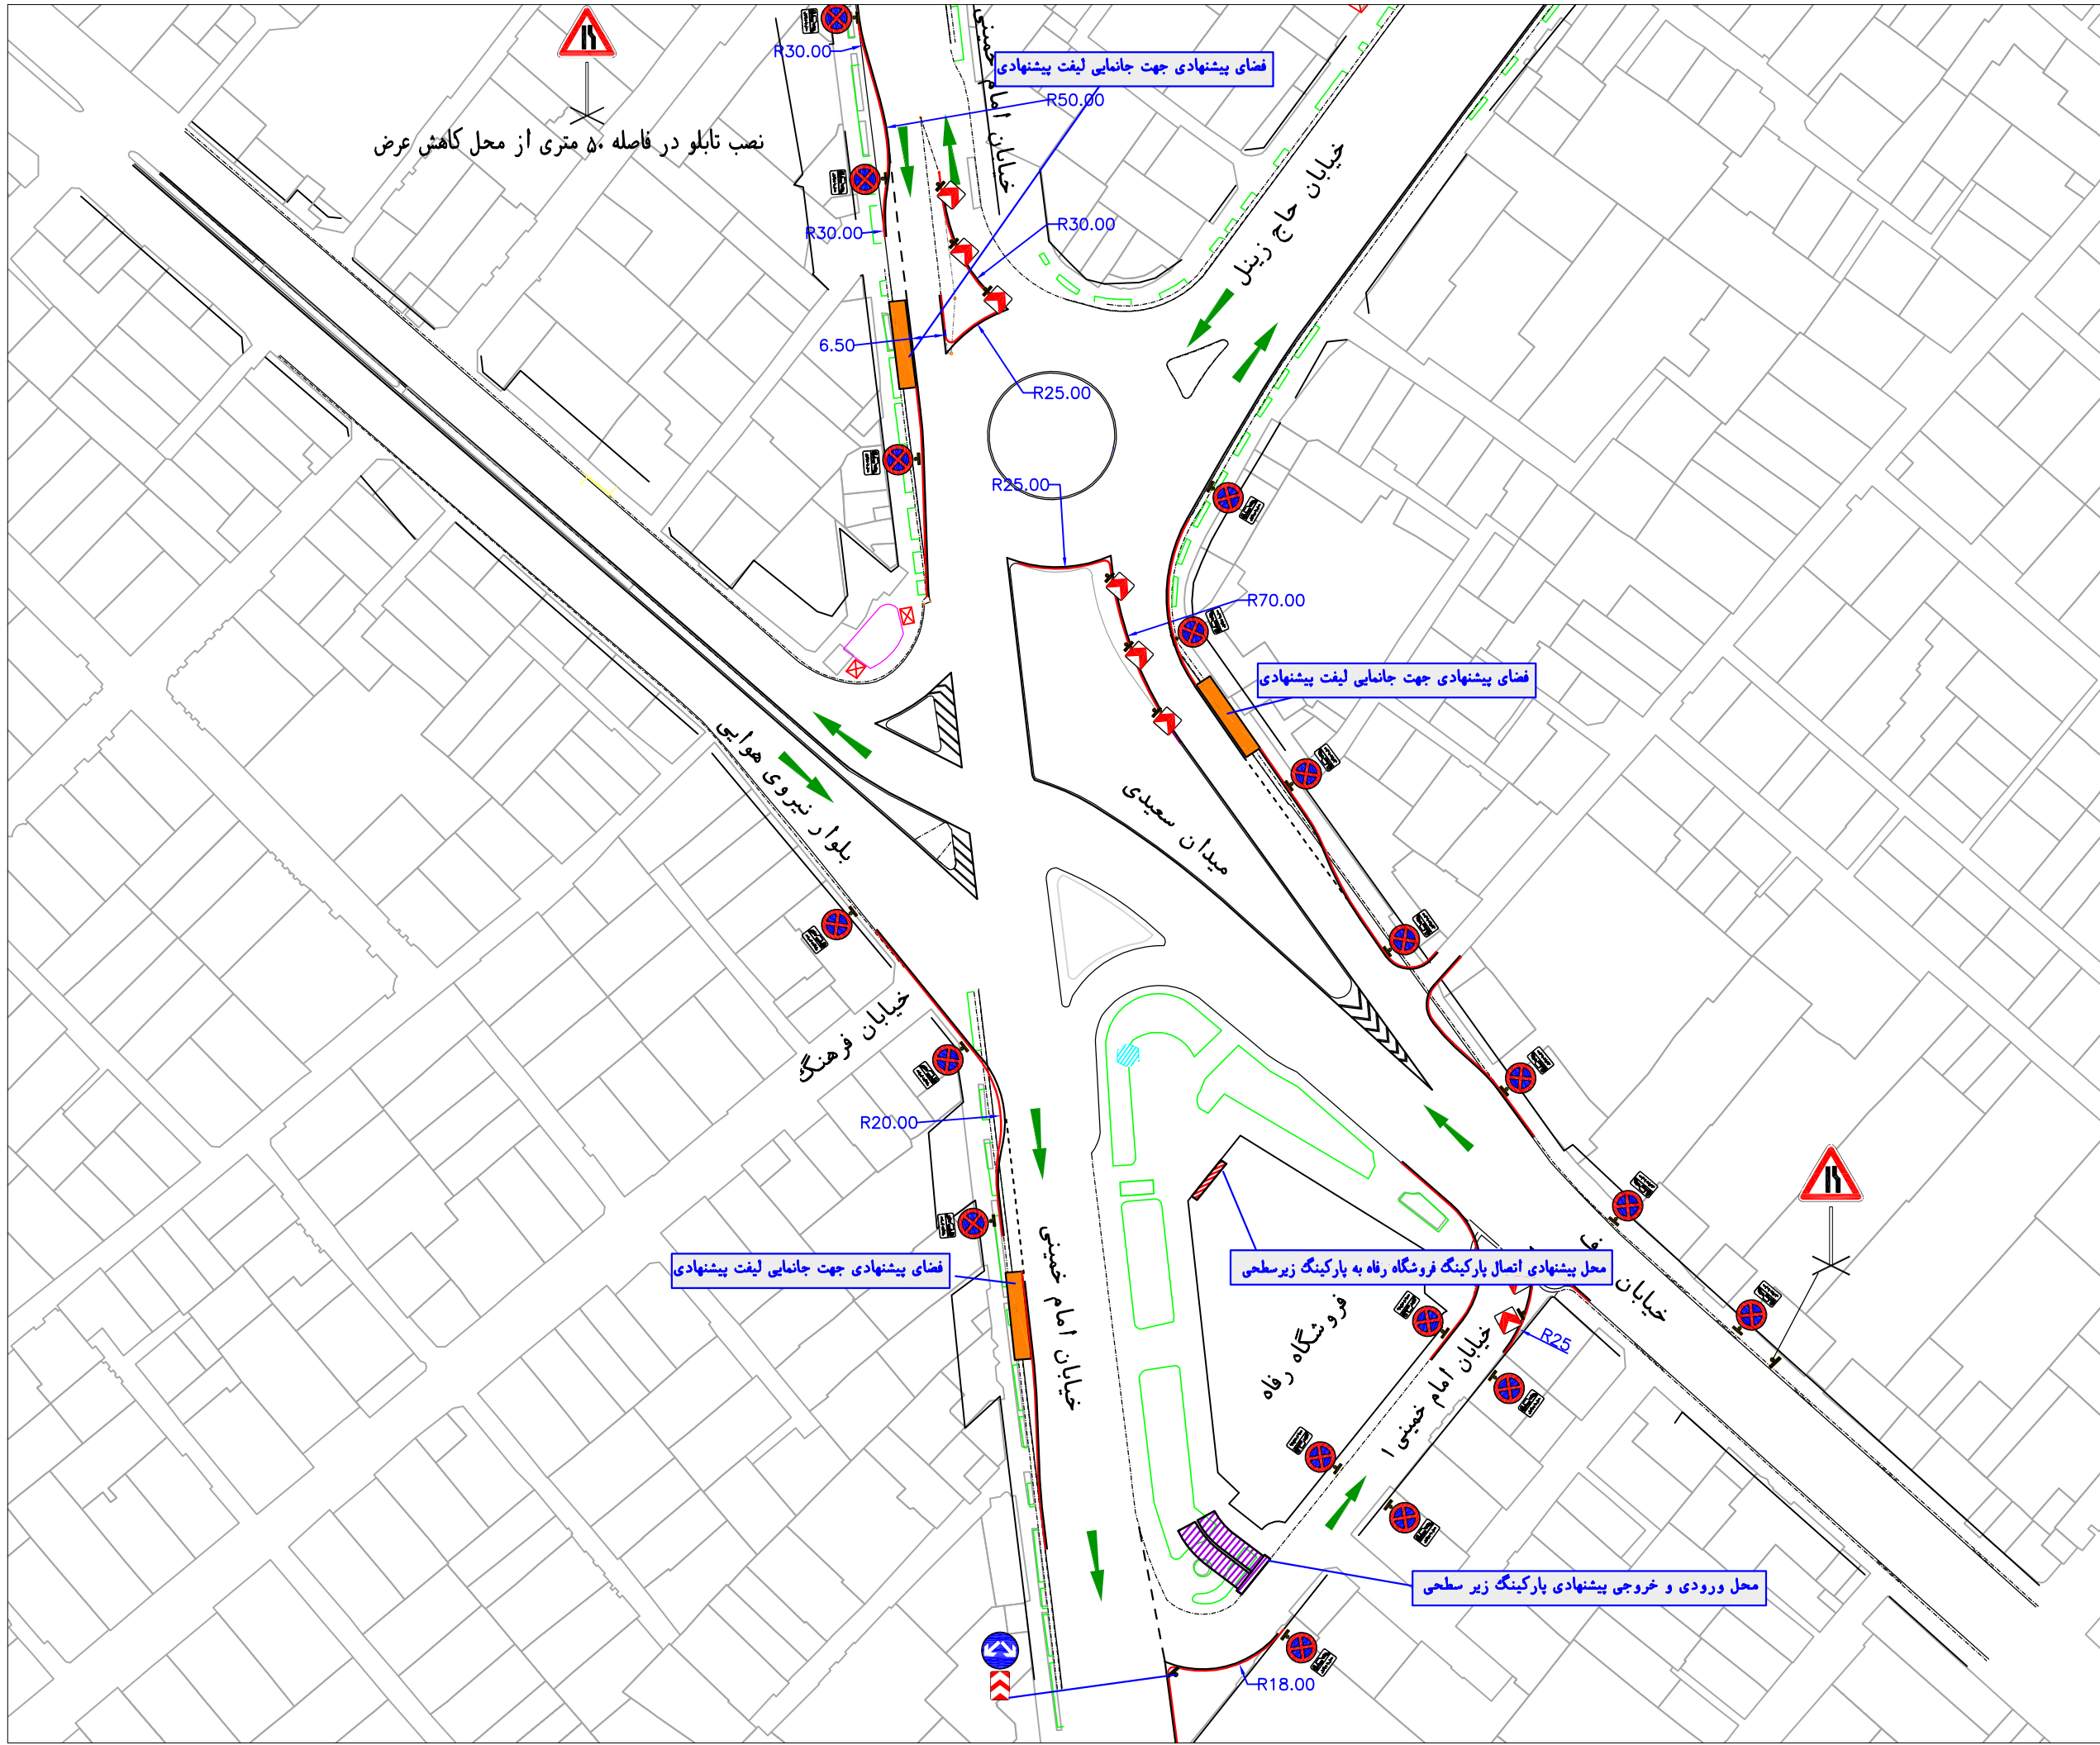 خیابان امام خمینی
R30.00
فضای پیشنهادی جهت جانمایی لیفت پیشنهادی
R50.00
نصب تابلو در فاصله ۵۰ متری از محل کاهش عرض
خیابان حاج زینل
R30.00
R30.00
6.50
R25.00
R25.00
R70.00
فضای پیشنهادی جهت جانمایی لیفت پیشنهادی
بلوار نیروی هوایی
میدان سعیدی
خیابان فرهنگ
R20.00
خیابان امام خمینی
فضای پیشنهادی جهت جانمایی لیفت پیشنهادی
محل پیشنهادی اتصال پارکینگ فروشگاه رفاه به پارکینگ زیرسطحی
خیابان
فروشگاه رفاه
خیابان امام خمینی ۱
R25
محل ورودی و خروجی پیشنهادی پارکینگ زیر سطحی
R18.00